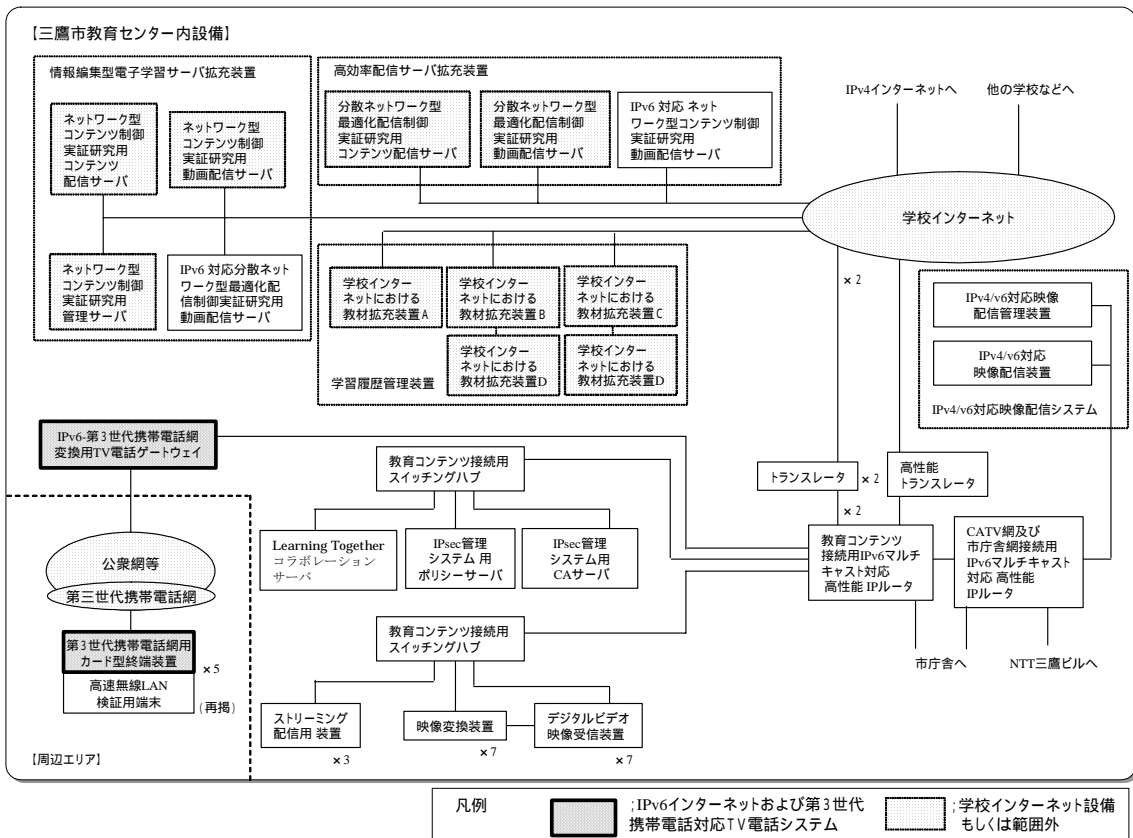 【三鷹市教育センター内設備】
情報編集型電子学習サーバ拡充装置
ネットワーク型
コンテンツ制御
実証研究用
コンテンツ
配信サーバ
ネットワーク型
コンテンツ制御
実証研究用
動画配信サーバ
ネットワーク型
コンテンツ制御
実証研究用
管理サーバ
IPv6 対応分散ネット
ワーク型最適化配
信制御実証研究用
動画配信サーバ
高効率配信サーバ拡充装置
分散ネットワーク型
最適化配信制御
実証研究用
コンテンツ配信サーバ
分散ネットワーク型
最適化配信制御
実証研究用
動画配信サーバ
IPv6 対応 ネット
ワーク型コンテンツ制御
実証研究用
動画配信サーバ
IPv4インターネットへ
他の学校などへ
学校インターネット
学校インター
ネットにおける
教材拡充装置A
学校インター
ネットにおける
教材拡充装置B
学校インター
ネットにおける
教材拡充装置C
学校インター
ネットにおける
教材拡充装置D
学校インター
ネットにおける
教材拡充装置D
学習履歴管理装置
×2
IPv4/v6対応映像
配信管理装置
IPv4/v6対応
映像配信装置
IPv4/v6対応映像配信システム
IPv6-第3世代携帯電話網
変換用TV電話ゲートウェイ
教育コンテンツ接続用
スイッチングハブ
トランスレータ
×2
高性能
トランスレータ
×2
Learning Together
コラボレーション
サーバ
IPsec管理
システム 用
ポリシーサーバ
IPsec管理
システム用
CAサーバ
教育コンテンツ
接続用IPv6マルチ
キャスト対応
高性能 IPルータ
CATV網及び
市庁舎網接続用
IPv6マルチキャスト
対応 高性能
IPルータ
公衆網等
第三世代携帯電話網
第3世代携帯電話網用
カード型終端装置
×5
高速無線LAN
検証用端末
(再掲)
【周辺エリア】
教育コンテンツ接続用
スイッチングハブ
市庁舎へ
NTT三鷹ビルへ
ストリーミング
配信用 装置
×3
映像変換装置
×7
デジタルビデオ
映像受信装置
×7
凡例
;IPv6インターネットおよび第3世代
携帯電話対応TV電話システム
;学校インターネット設備
もしくは範囲外